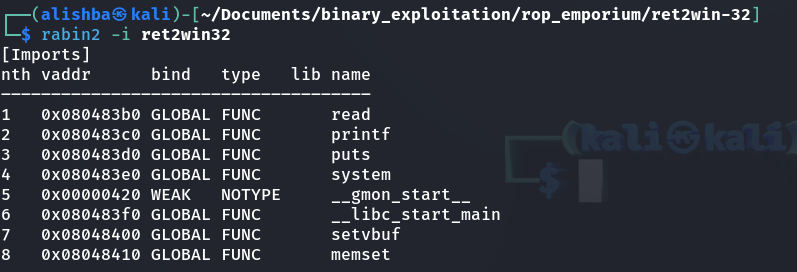 ┌──(alishba㉿kali)-[~/Documents/binary_exploitation/rop_emporium/ret2win-32]
└─$ rabin2 -i ret2win32
[Imports]
nth vaddr      bind   type   lib name
―――――――――――――――――――――――――――――――――――――
1   0x080483b0 GLOBAL FUNC       read
2   0x080483c0 GLOBAL FUNC       printf
3   0x080483d0 GLOBAL FUNC       puts
4   0x080483e0 GLOBAL FUNC       system
5   0x00000420 WEAK   NOTYPE     __gmon_start__
6   0x080483f0 GLOBAL FUNC       __libc_start_main
7   0x08048400 GLOBAL FUNC       setvbuf
8   0x08048410 GLOBAL FUNC       memset
┌──(kali㉿kali)
└─$